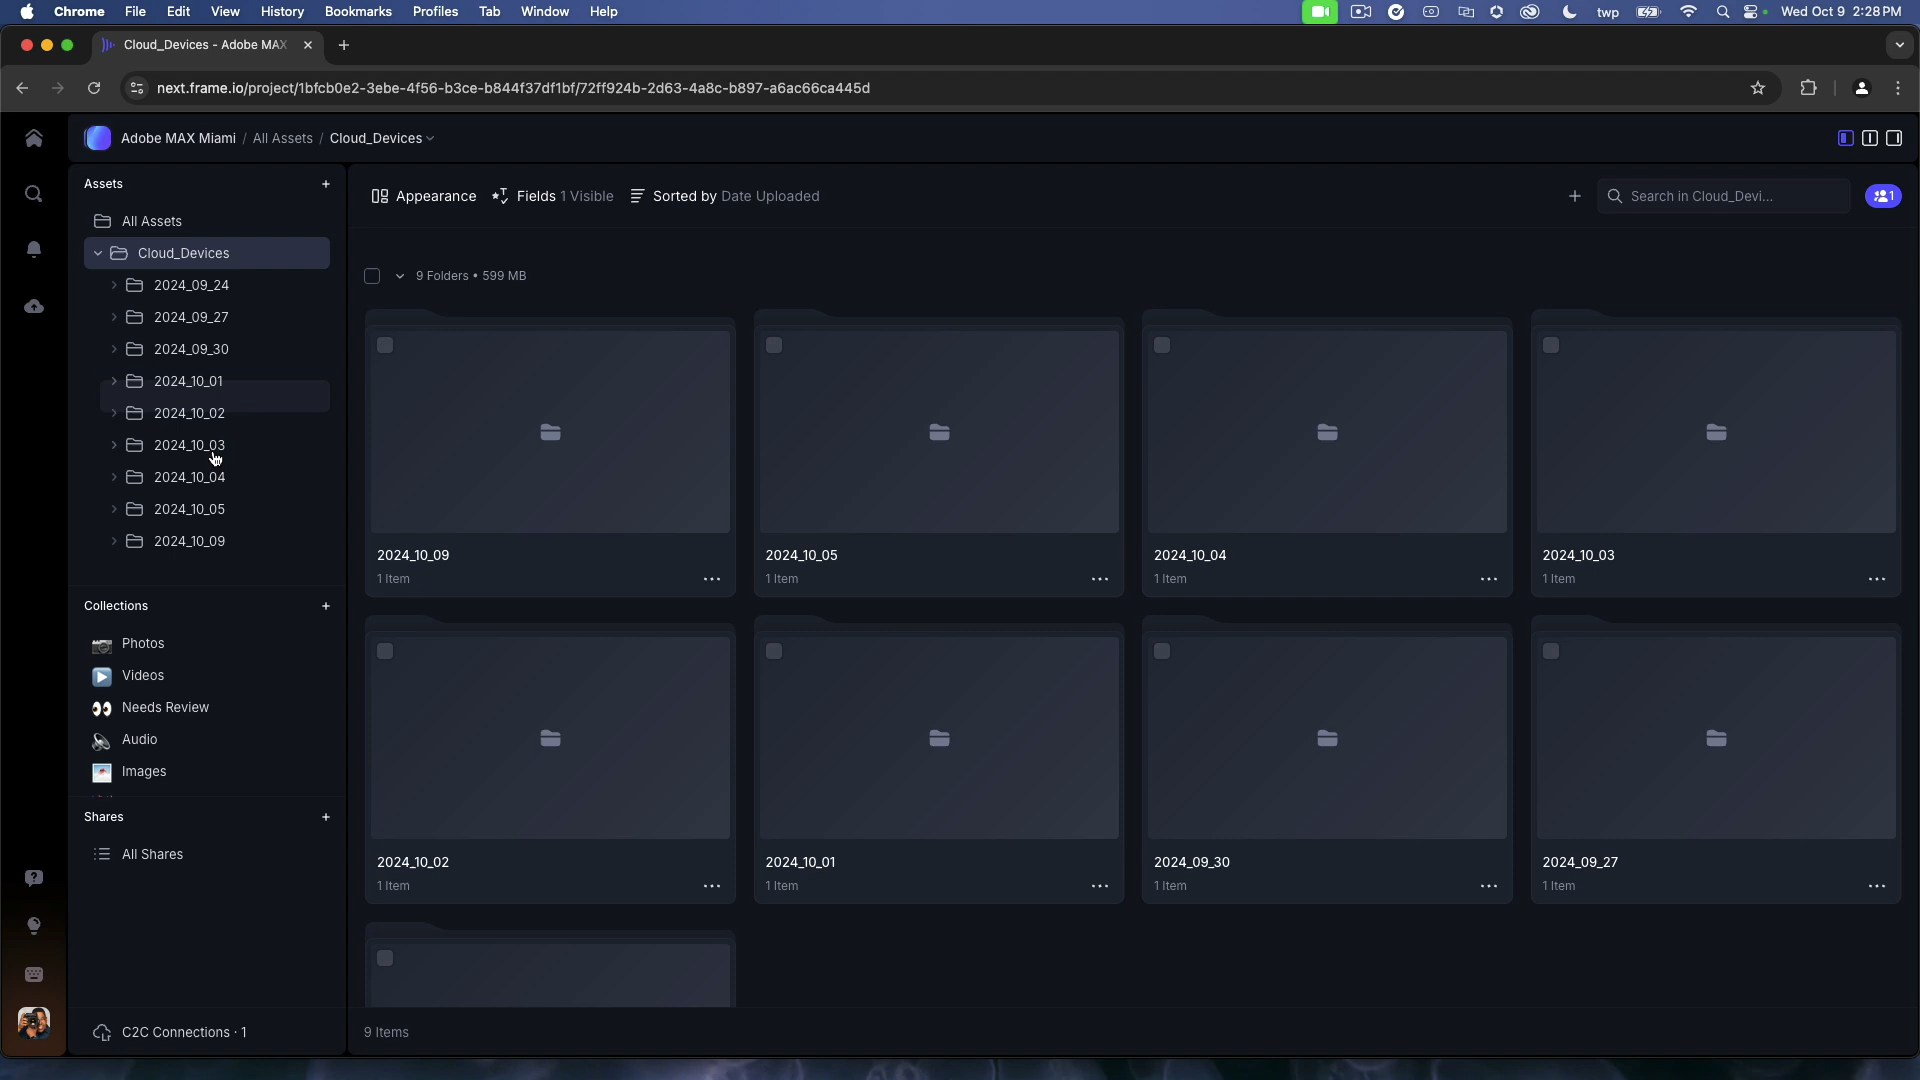 Chrome File Edit View History Bookmarks Profiles Tab Window Help twp Wed Oct 9 2:28 PM
Cloud_Devices - Adobe MAX
next.frame.io/project/1bfcb0e2-3ebe-4f56-b3ce-b844f37df1bf/72ff924b-2d63-4a8c-b897-a6ac66ca445d
Adobe MAX Miami / All Assets / Cloud_Devices
Assets +
All Assets
Cloud_Devices
2024_09_24
2024_09_27
2024_09_30
2024_10_01
2024_10_02
2024_10_03
2024_10_04
2024_10_05
2024_10_09
Collections +
Photos
Videos
Needs Review
Audio
Images
Shares +
All Shares
C2C Connections · 1
Appearance Fields 1 Visible Sorted by Date Uploaded + Search in Cloud_Devi... 1
9 Folders • 599 MB
2024_10_09 2024_10_05 2024_10_04 2024_10_03
1 Item 1 Item 1 Item 1 Item
2024_10_02 2024_10_01 2024_09_30 2024_09_27
1 Item 1 Item 1 Item 1 Item
9 Items